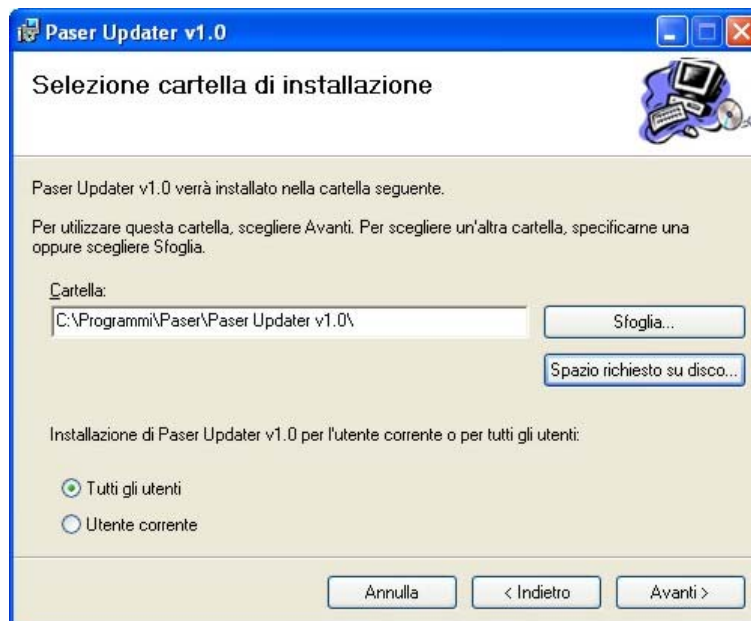 Paser Updater v1.0
Selezione cartella di installazione
Paser Updater v1.0 verrà installato nella cartella seguente.
Per utilizzare questa cartella, scegliere Avanti. Per scegliere un'altra cartella, specificarne una
oppure scegliere Sfoglia.
Cartella:
C:\Programmi\Paser\Paser Updater v1.0\
Sfoglia...
Spazio richiesto su disco...
Installazione di Paser Updater v1.0 per l'utente corrente o per tutti gli utenti:
Tutti gli utenti
Utente corrente
Annulla
< Indietro
Avanti >